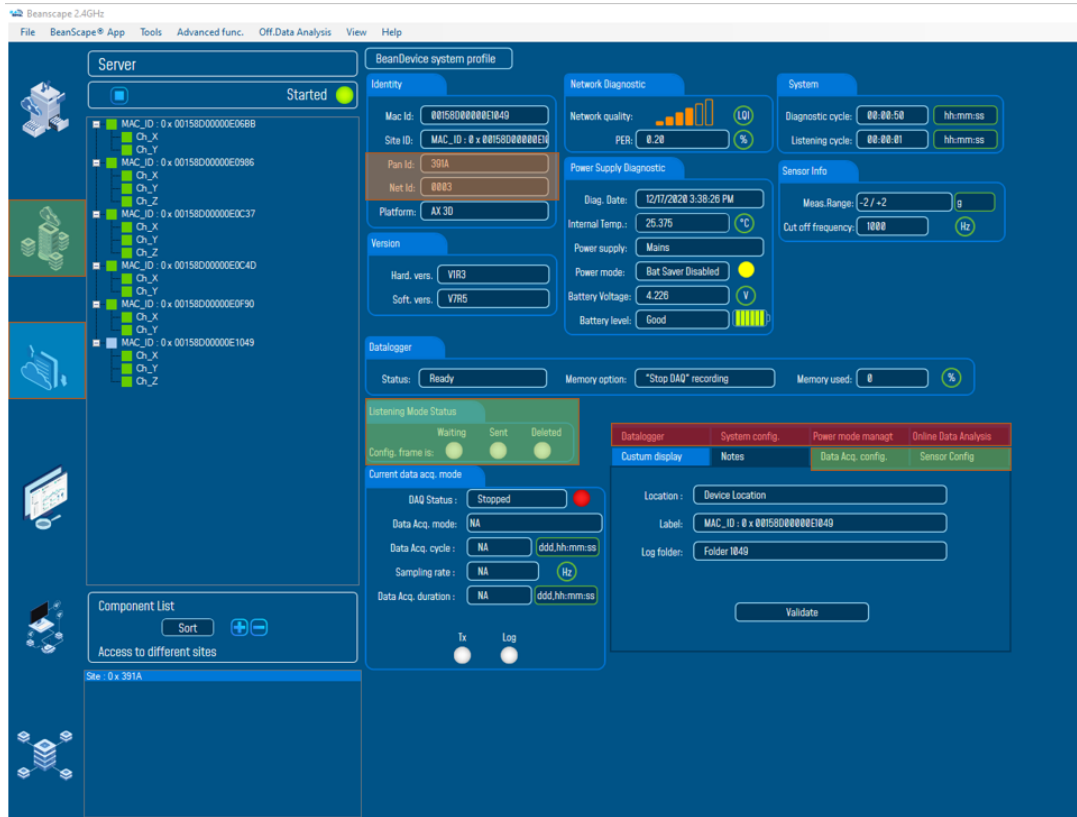 Beanscape 2.4GHz
File BeanScape® App Tools Advanced func. Off.Data Analysis View Help
Server
Started
MAC_ID : 0 x 00158D00000E06BB
Ch_X
Ch_Y
MAC_ID : 0 x 00158D00000E0986
Ch_X
Ch_Y
Ch_Z
MAC_ID : 0 x 00158D00000E0C37
Ch_X
Ch_Y
Ch_Z
MAC_ID : 0 x 00158D00000E0C4D
Ch_X
Ch_Y
MAC_ID : 0 x 00158D00000E0F90
Ch_X
Ch_Y
MAC_ID : 0 x 00158D00000E1049
Ch_X
Ch_Y
Ch_Z
Component List
Sort
Access to different sites
Site : 0 x 391A
BeanDevice system profile
Identity
Mac Id: 00158D00000E1049
Site ID: MAC_ID : 0 x 00158D00000E1(
Pan Id: 391A
Net Id: 0003
Platform: AX 3D
Version
Hard. vers. V1R3
Soft. vers. V7R5
Network Diagnostic
Network quality: LQI
PER: 0.20 %
Power Supply Diagnostic
Diag. Date: 12/17/2020 3:38:26 PM
Internal Temp.: 25.375 °C
Power supply: Mains
Power mode: Bat Saver Disabled
Battery Voltage: 4.226 V
Battery level: Good
System
Diagnostic cycle: 00:00:50 hh:mm:ss
Listening cycle: 00:00:01 hh:mm:ss
Sensor Info
Meas.Range: -2 / +2 g
Cut off frequency: 1000 Hz
Datalogger
Status: Ready Memory option: "Stop DAQ" recording Memory used: 0 %
Listening Mode Status
Waiting Sent Deleted
Config. frame is:
Current data acq. mode
DAQ Status : Stopped
Data Acq. mode: NA
Data Acq. cycle : NA ddd,hh:mm:ss
Sampling rate : NA Hz
Data Acq. duration : NA ddd,hh:mm:ss
Tx Log
Datalogger System config. Power mode managt Online Data Analysis
Custum display Notes Data Acq. config. Sensor Config
Location : Device Location
Label: MAC_ID : 0 x 00158D00000E1049
Log folder: Folder 1049
Validate